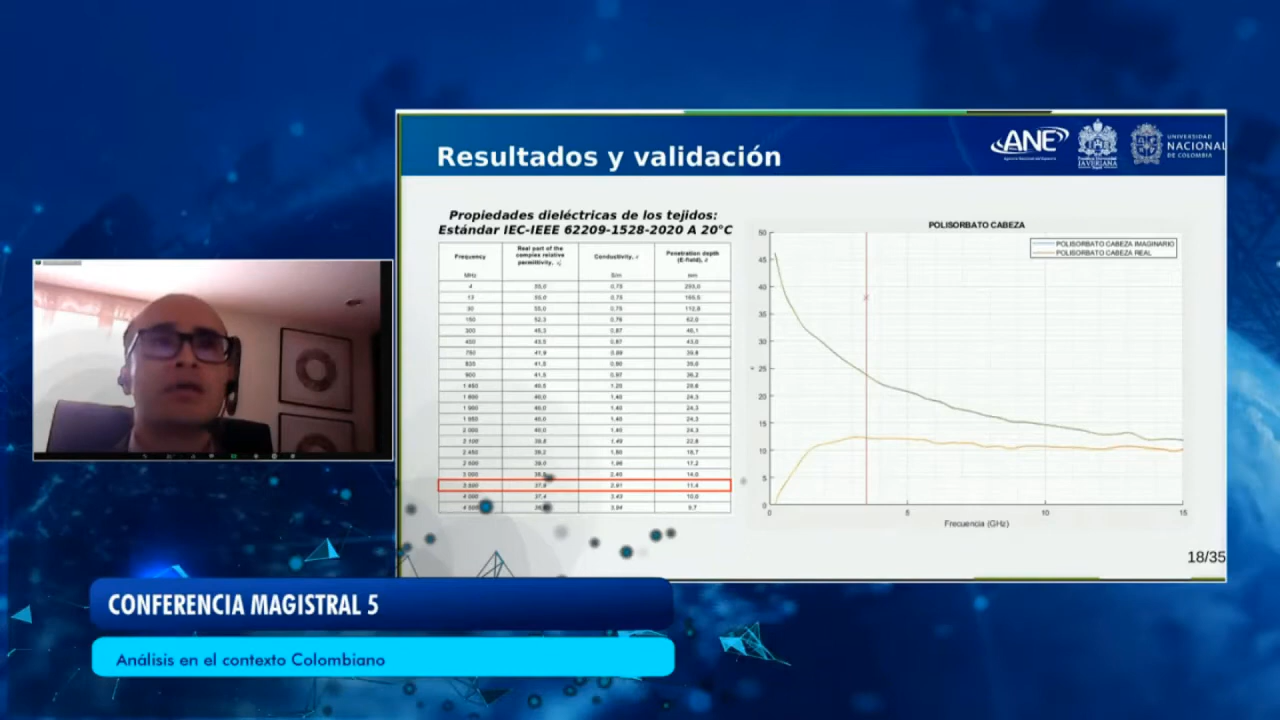 Resultados y validación
ANE
UNIVERSIDAD
NACIONAL
DE COLOMBIA
Propiedades dieléctricas de los tejidos:
Estándar IEC-IEEE 62209-1528-2020 A 20°C
Frequency
Real part of the
complex relative
permittivity,
Conductivity,
Penetration depth
(E-field),
MHz S/m mm
4 55,0 0,75 293,0
13 55,0 0,75 165,5
30 55,0 0,75 112,8
150 52,3 0,76 62,0
300 45,3 0,87 46,1
450 43,5 0,87 43,0
750 41,9 0,89 39,8
835 41,5 0,90 39,0
900 41,5 0,97 36,2
1 450 40,5 1,20 28,6
1 800 40,0 1,40 24,3
1 900 40,0 1,40 24,3
1 950 40,0 1,40 24,3
2 000 40,0 1,40 24,3
2 100 39,8 1,49 22,8
2 450 39,2 1,80 18,7
2 600 39,0 1,96 17,2
3 000 2,40 14,0
3 500 37,9 2,91 11,4
4 000 37,4 3,43 10,0
4 500 3,94 9,7
POLISORBATO CABEZA
POLISORBATO CABEZA IMAGINARIO
POLISORBATO CABEZA REAL
50
45
40
35
30
25
20
15
10
5
0
0 5 10 15
Frecuencia (GHz)
18/35
CONFERENCIA MAGISTRAL 5
Análisis en el contexto Colombiano